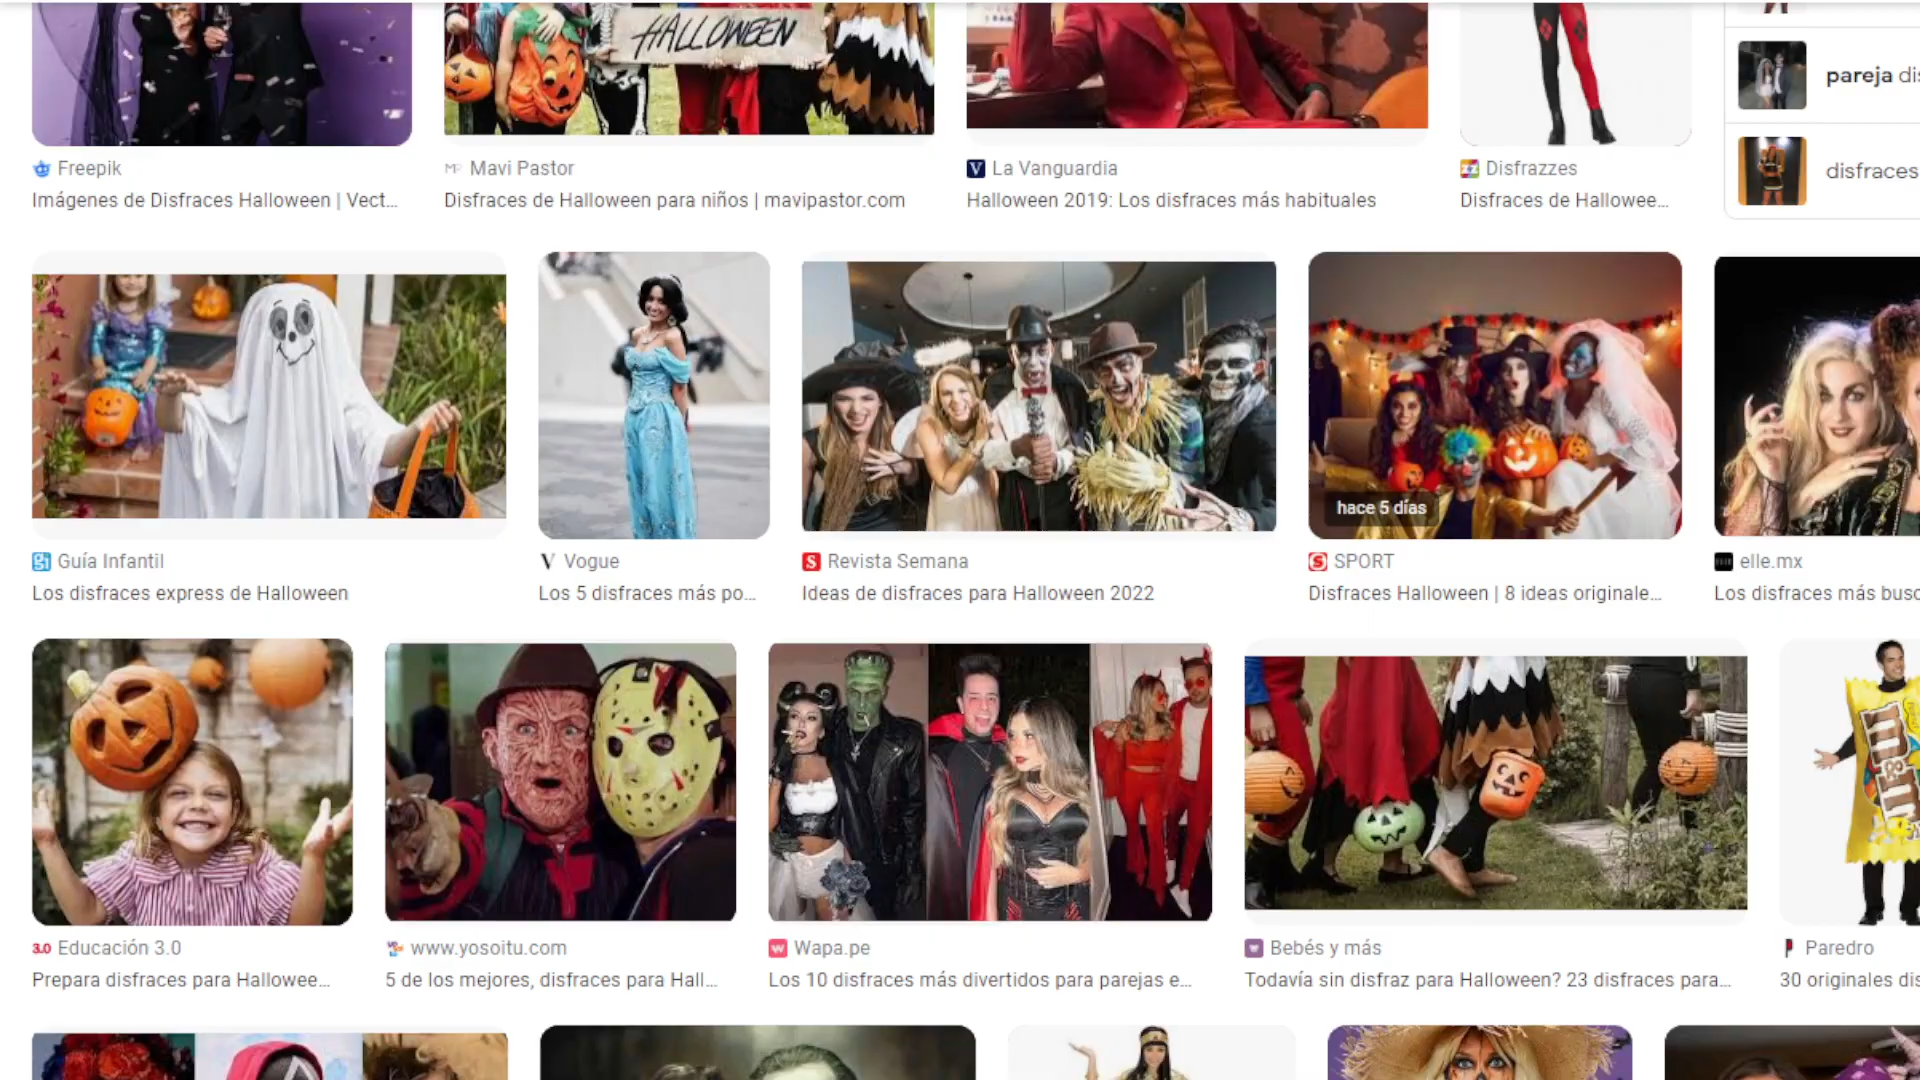 HALLOWEEN
pareja dis
disfraces
Freepik
Imágenes de Disfraces Halloween | Vect...
Mavi Pastor
Disfraces de Halloween para niños | mavipastor.com
La Vanguardia
Halloween 2019: Los disfraces más habituales
Disfrazzes
Disfraces de Hallowee...
hace 5 días
Guía Infantil
Los disfraces express de Halloween
Vogue
Los 5 disfraces más po...
Revista Semana
Ideas de disfraces para Halloween 2022
SPORT
Disfraces Halloween | 8 ideas originale...
elle.mx
Los disfraces más busc
m&m's
3.0 Educación 3.0
Prepara disfraces para Hallowee...
www.yosoitu.com
5 de los mejores, disfraces para Hall...
Wapa.pe
Los 10 disfraces más divertidos para parejas e...
Bebés y más
Todavía sin disfraz para Halloween? 23 disfraces para...
Paredro
30 originales dis